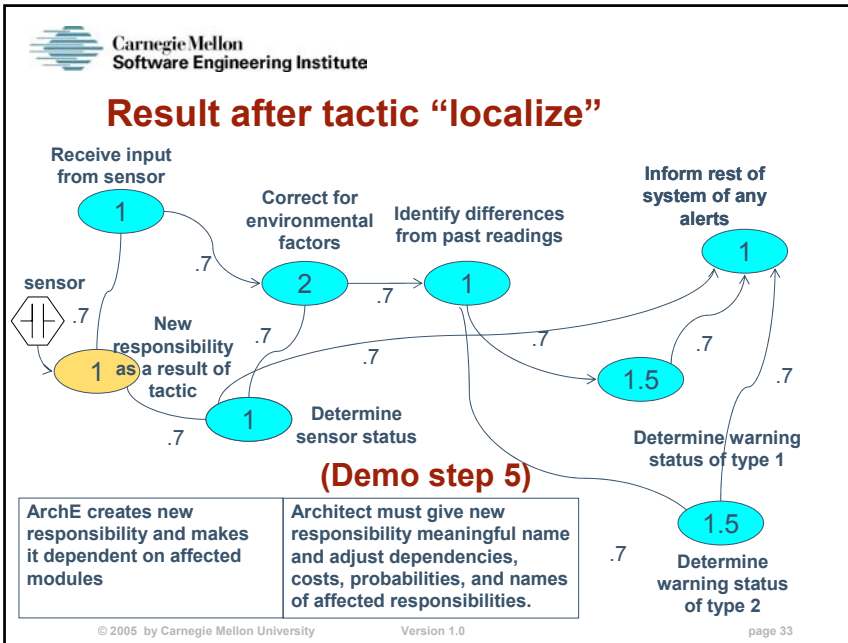 Carnegie Mellon
Software Engineering Institute
Result after tactic “localize”
Receive input
from sensor
1
Correct for
environmental
factors
2
Identify differences
from past readings
1
Inform rest of
system of any
alerts
1
sensor
.7
.7
.7
1
New
responsibility
as a result of
tactic
.7
.7
1
Determine
sensor status
.7
.7
1.5
.7
.7
Determine warning
status of type 1
1.5
.7
Determine
warning status
of type 2
(Demo step 5)
ArchE creates new
responsibility and makes
it dependent on affected
modules
Architect must give new
responsibility meaningful name
and adjust dependencies,
costs, probabilities, and names
of affected responsibilities.
© 2005 by Carnegie Mellon University
Version 1.0
page 33